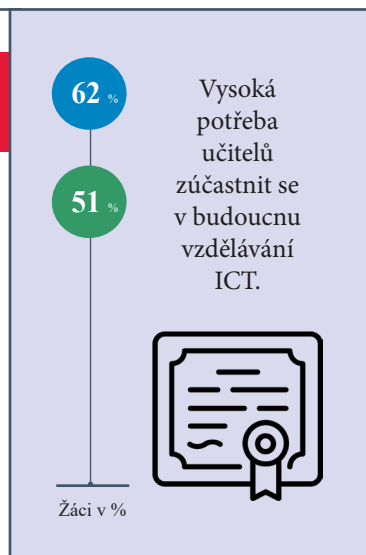 62 %
51 %
Vysoká
potřeba
učitelů
zúčastnit se
v budoucnu
vzdělávání
ICT.
Žáci v %